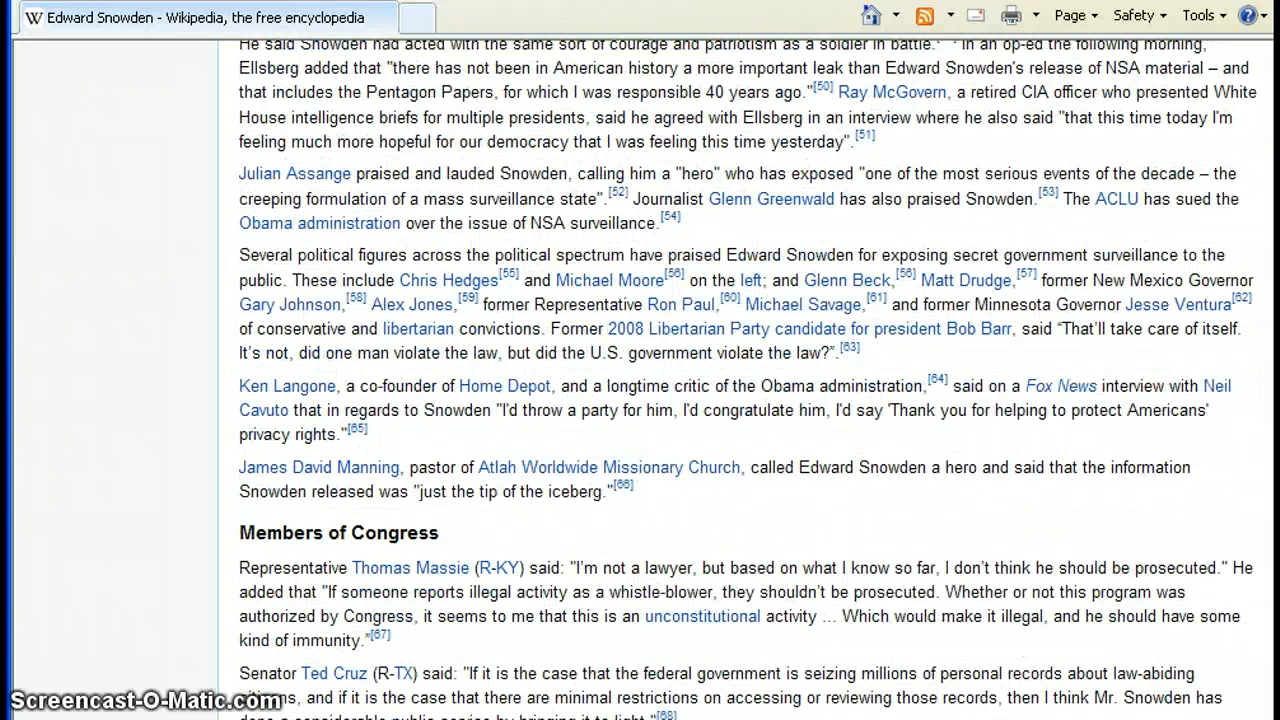 Edward Snowden - Wikipedia, the free encyclopedia
Page Safety Tools
He said Snowden had acted with the same sort of courage and patriotism as a soldier in battle. In an op-ed the following morning,
Ellsberg added that "there has not been in American history a more important leak than Edward Snowden's release of NSA material – and
that includes the Pentagon Papers, for which I was responsible 40 years ago."[50] Ray McGovern, a retired CIA officer who presented White
House intelligence briefs for multiple presidents, said he agreed with Ellsberg in an interview where he also said "that this time today I'm
feeling much more hopeful for our democracy that I was feeling this time yesterday".[51]
Julian Assange praised and lauded Snowden, calling him a "hero" who has exposed "one of the most serious events of the decade – the
creeping formulation of a mass surveillance state".[52] Journalist Glenn Greenwald has also praised Snowden.[53] The ACLU has sued the
Obama administration over the issue of NSA surveillance.[54]
Several political figures across the political spectrum have praised Edward Snowden for exposing secret government surveillance to the
public. These include Chris Hedges[55] and Michael Moore[56] on the left; and Glenn Beck,[56] Matt Drudge,[57] former New Mexico Governor
Gary Johnson,[58] Alex Jones,[59] former Representative Ron Paul,[60] Michael Savage,[61] and former Minnesota Governor Jesse Ventura[62]
of conservative and libertarian convictions. Former 2008 Libertarian Party candidate for president Bob Barr, said “That’ll take care of itself.
It’s not, did one man violate the law, but did the U.S. government violate the law?”.[63]
Ken Langone, a co-founder of Home Depot, and a longtime critic of the Obama administration,[64] said on a Fox News interview with Neil
Cavuto that in regards to Snowden "I'd throw a party for him, I'd congratulate him, I'd say 'Thank you for helping to protect Americans'
privacy rights."[65]
James David Manning, pastor of Atlah Worldwide Missionary Church, called Edward Snowden a hero and said that the information
Snowden released was "just the tip of the iceberg."[66]
Members of Congress
Representative Thomas Massie (R-KY) said: "I’m not a lawyer, but based on what I know so far, I don’t think he should be prosecuted." He
added that "If someone reports illegal activity as a whistle-blower, they shouldn’t be prosecuted. Whether or not this program was
authorized by Congress, it seems to me that this is an unconstitutional activity … Which would make it illegal, and he should have some
kind of immunity.”[67]
Senator Ted Cruz (R-TX) said: "If it is the case that the federal government is seizing millions of personal records about law-abiding
citizens, and if it is the case that there are minimal restrictions on accessing or reviewing those records, then I think Mr. Snowden has
done a considerable public service by bringing it to light."[68]
Screencast-O-Matic.com